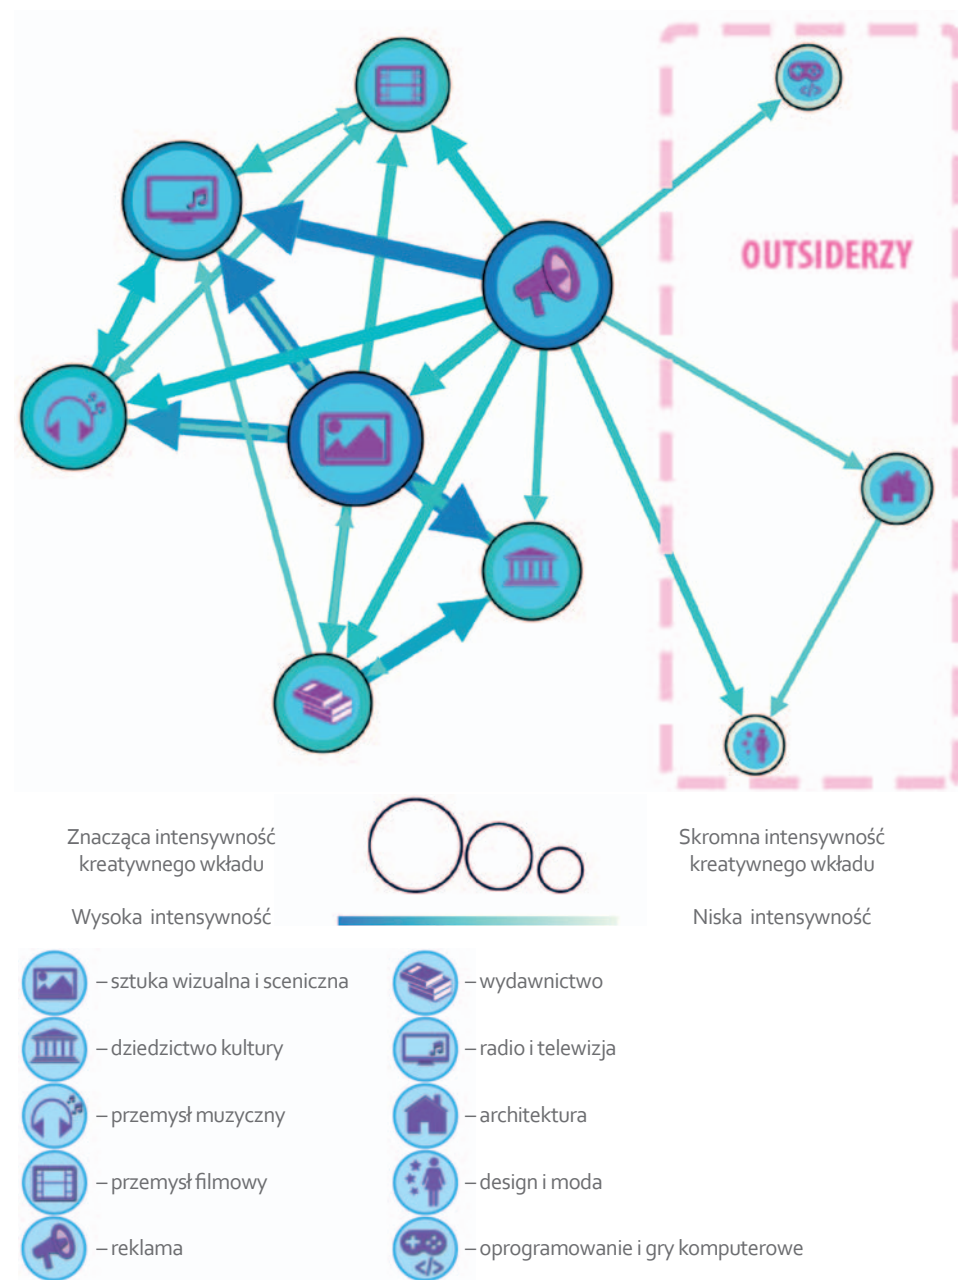 OUTSIDERZY
Znacząca intensywność
kreatywnego wkładu
Skromna intensywność
kreatywnego wkładu
Wysoka intensywność
Niska intensywność
– sztuka wizualna i sceniczna
– wydawnictwo
– dziedzictwo kultury
– radio i telewizja
– przemysł muzyczny
– architektura
– przemysł filmowy
– design i moda
– reklama
– oprogramowanie i gry komputerowe